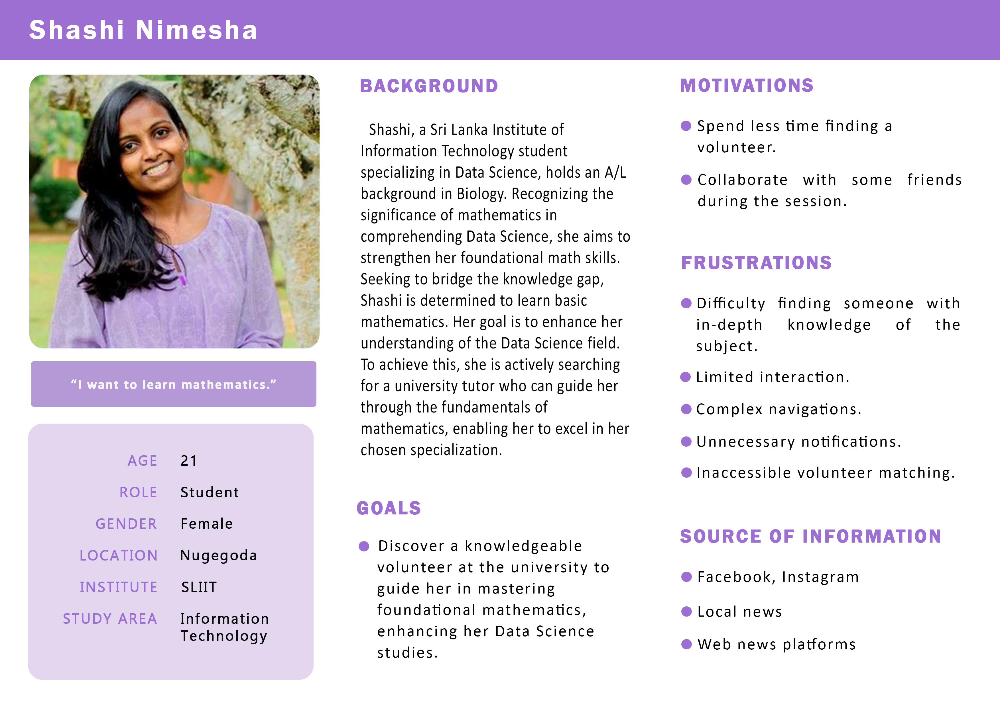 Shashi Nimesha
“I want to learn mathematics.”
AGE 21
ROLE Student
GENDER Female
LOCATION Nugegoda
INSTITUTE SLIIT
STUDY AREA Information
Technology
BACKGROUND
Shashi, a Sri Lanka Institute of
Information Technology student
specializing in Data Science, holds an A/L
background in Biology. Recognizing the
significance of mathematics in
comprehending Data Science, she aims to
strengthen her foundational math skills.
Seeking to bridge the knowledge gap,
Shashi is determined to learn basic
mathematics. Her goal is to enhance her
understanding of the Data Science field.
To achieve this, she is actively searching
for a university tutor who can guide her
through the fundamentals of
mathematics, enabling her to excel in her
chosen specialization.
GOALS
Discover a knowledgeable
volunteer at the university to
guide her in mastering
foundational mathematics,
enhancing her Data Science
studies.
MOTIVATIONS
Spend less time finding a
volunteer.
Collaborate with some friends
during the session.
FRUSTRATIONS
Difficulty finding someone with
in-depth knowledge of the
subject.
Limited interaction.
Complex navigations.
Unnecessary notifications.
Inaccessible volunteer matching.
SOURCE OF INFORMATION
Facebook, Instagram
Local news
Web news platforms